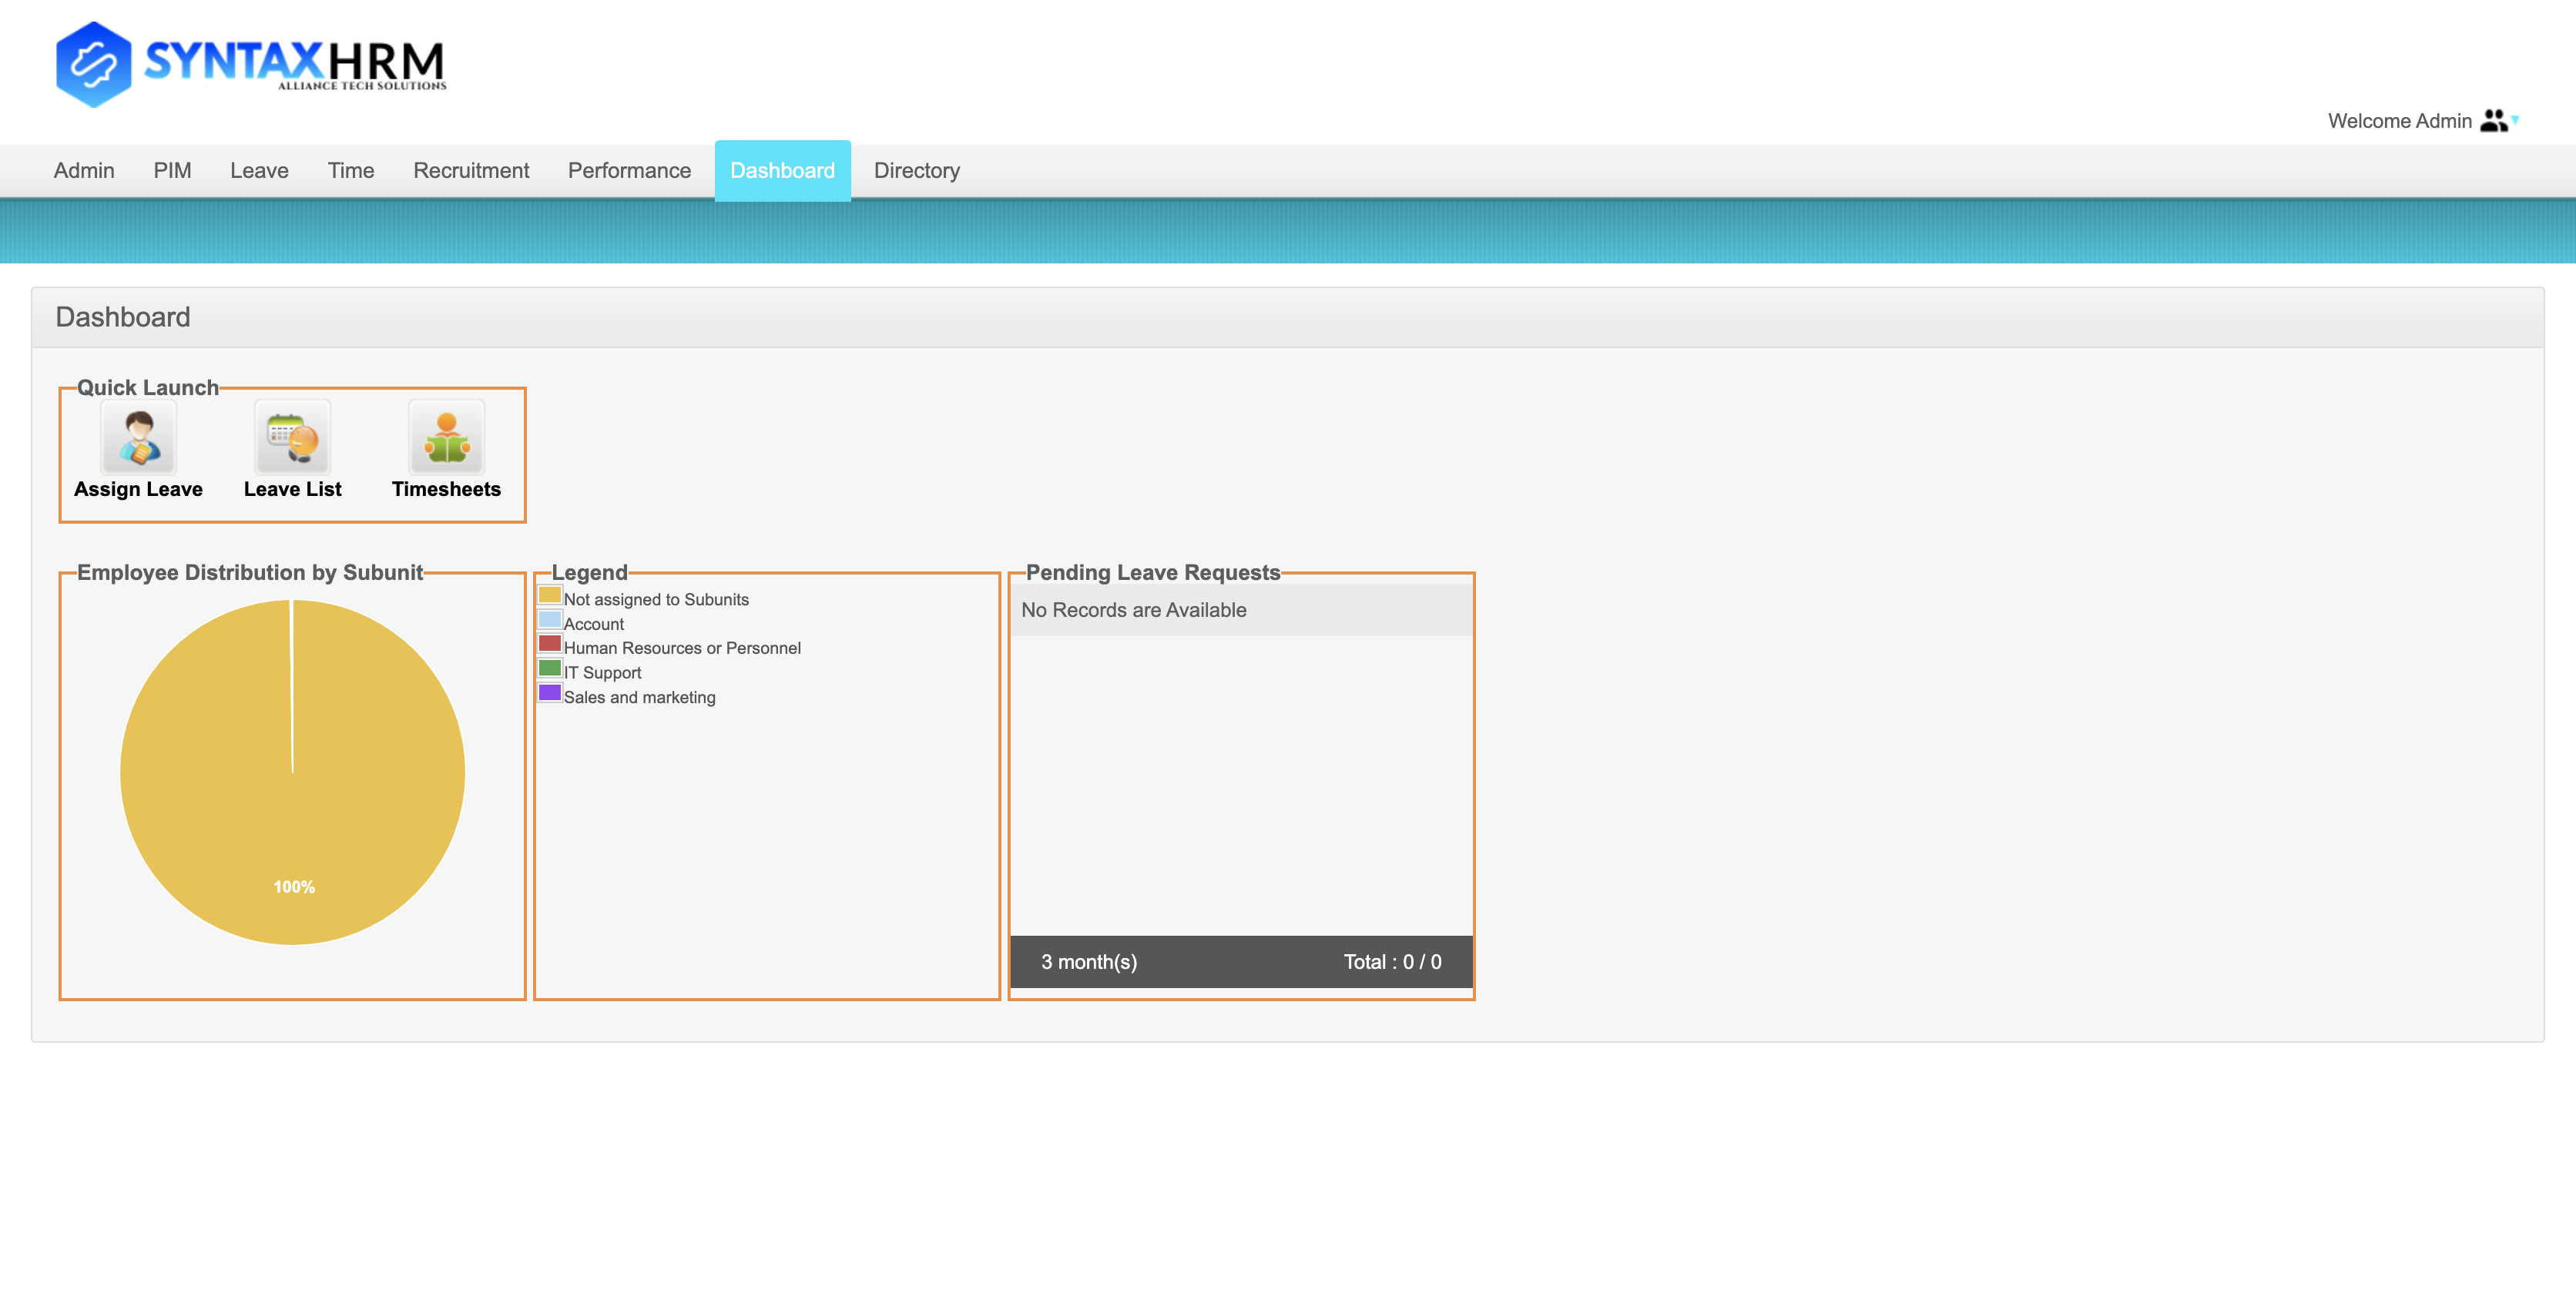 SYNTAXHRM
ALLIANCE TECH SOLUTIONS
Welcome Admin
Admin PIM Leave Time Recruitment Performance Dashboard Directory
Dashboard
Quick Launch
Assign Leave Leave List Timesheets
Employee Distribution by Subunit
100%
Legend
Not assigned to Subunits
Account
Human Resources or Personnel
IT Support
Sales and marketing
Pending Leave Requests
No Records are Available
3 month(s) Total : 0 / 0